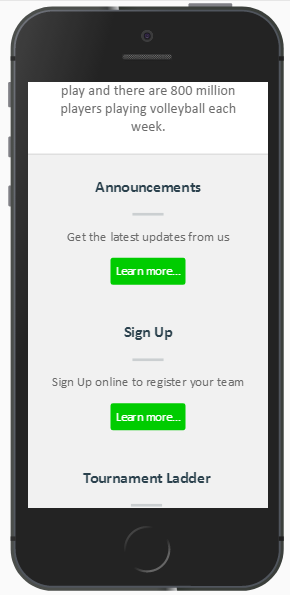 play and there are 800 million
players playing volleyball each
week.
Announcements
Get the latest updates from us
Learn more...
Sign Up
Sign Up online to register your team
Learn more...
Tournament Ladder